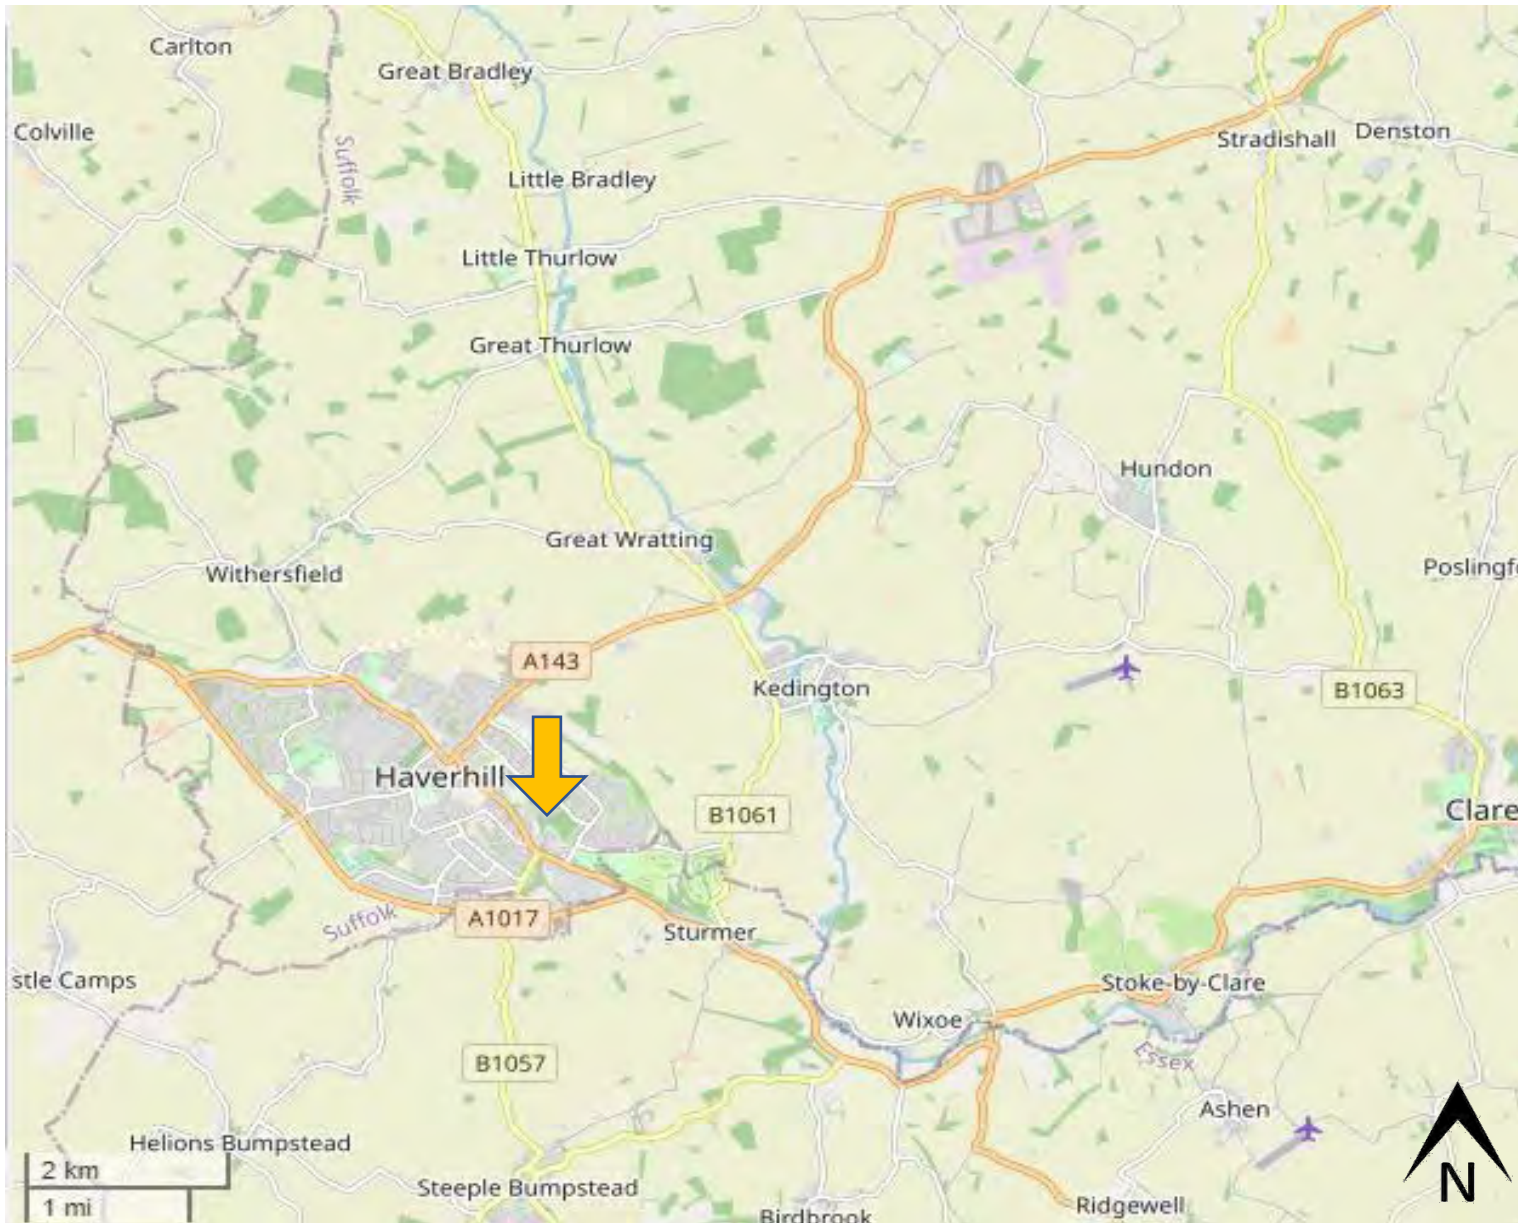 Carlton
Great Bradley
Colville
Stradishall
Denston
Suffolk
Little Bradley
Little Thurlow
Great Thurlow
Hundon
Great Wratting
Withersfield
Poslingf
A143
Kedington
B1063
Haverhill
B1061
Clare
Suffolk
A1017
Sturmer
stle Camps
Stoke-by-Clare
Wixoe
B1057
Essex
Ashen
Helions Bumpstead
2 km
Steeple Bumpstead
N
1 mi
Ridgewell
Birdbrook